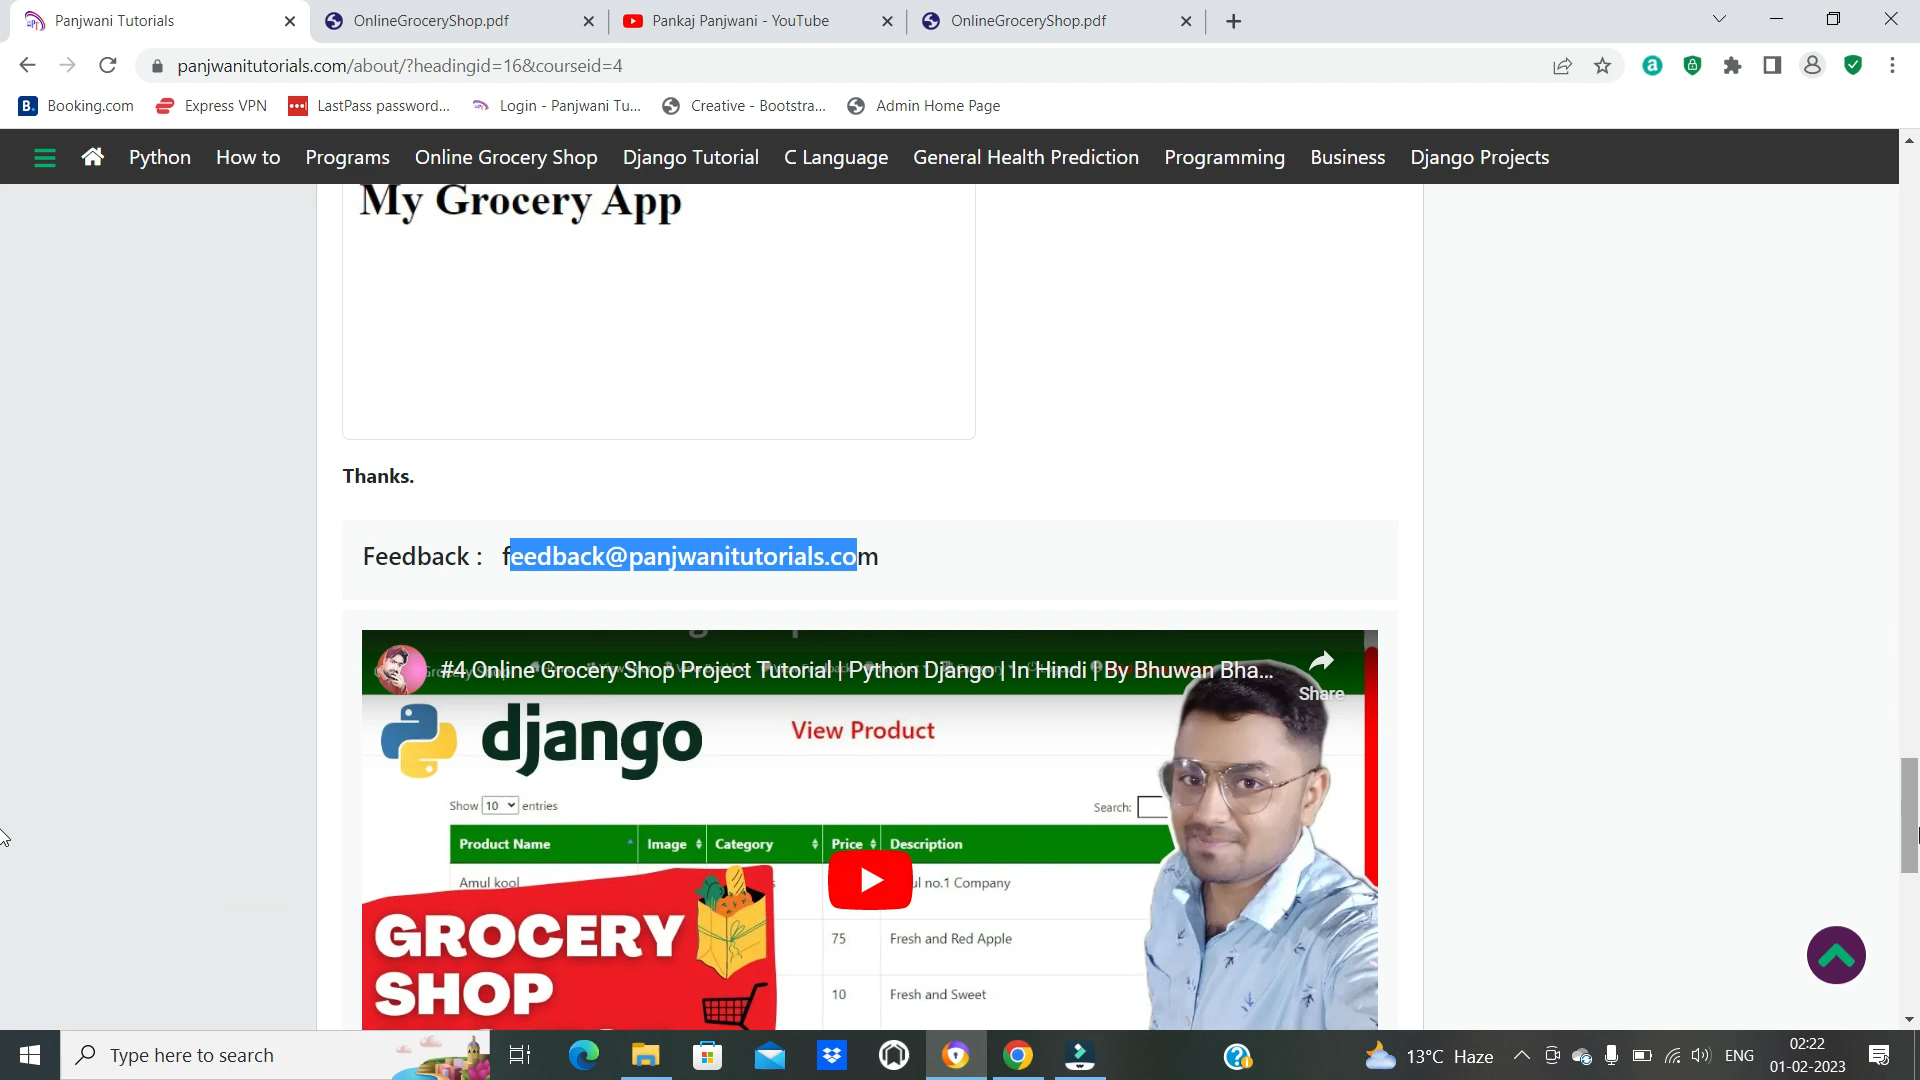 Panjwani Tutorials
OnlineGroceryShop.pdf
Pankaj Panjwani - YouTube
OnlineGroceryShop.pdf
panjwanitutorials.com/about/?headingid=16&courseid=4
Booking.com
Express VPN
LastPass password...
Login - Panjwani Tu...
Creative - Bootstra...
Admin Home Page
Python How to Programs Online Grocery Shop Django Tutorial C Language General Health Prediction Programming Business Django Projects
My Grocery App
Thanks.
Feedback : feedback@panjwanitutorials.com
#4 Online Grocery Shop Project Tutorial | Python Django | In Hindi | By Bhuwan Bha...
Share
django
View Product
Show 10 entries
Search:
Product Name Image Category Price Description
Amul kool
no.1 Company
75 Fresh and Red Apple
10 Fresh and Sweet
GROCERY
SHOP
Type here to search
13°C Haze
ENG
02:22
01-02-2023